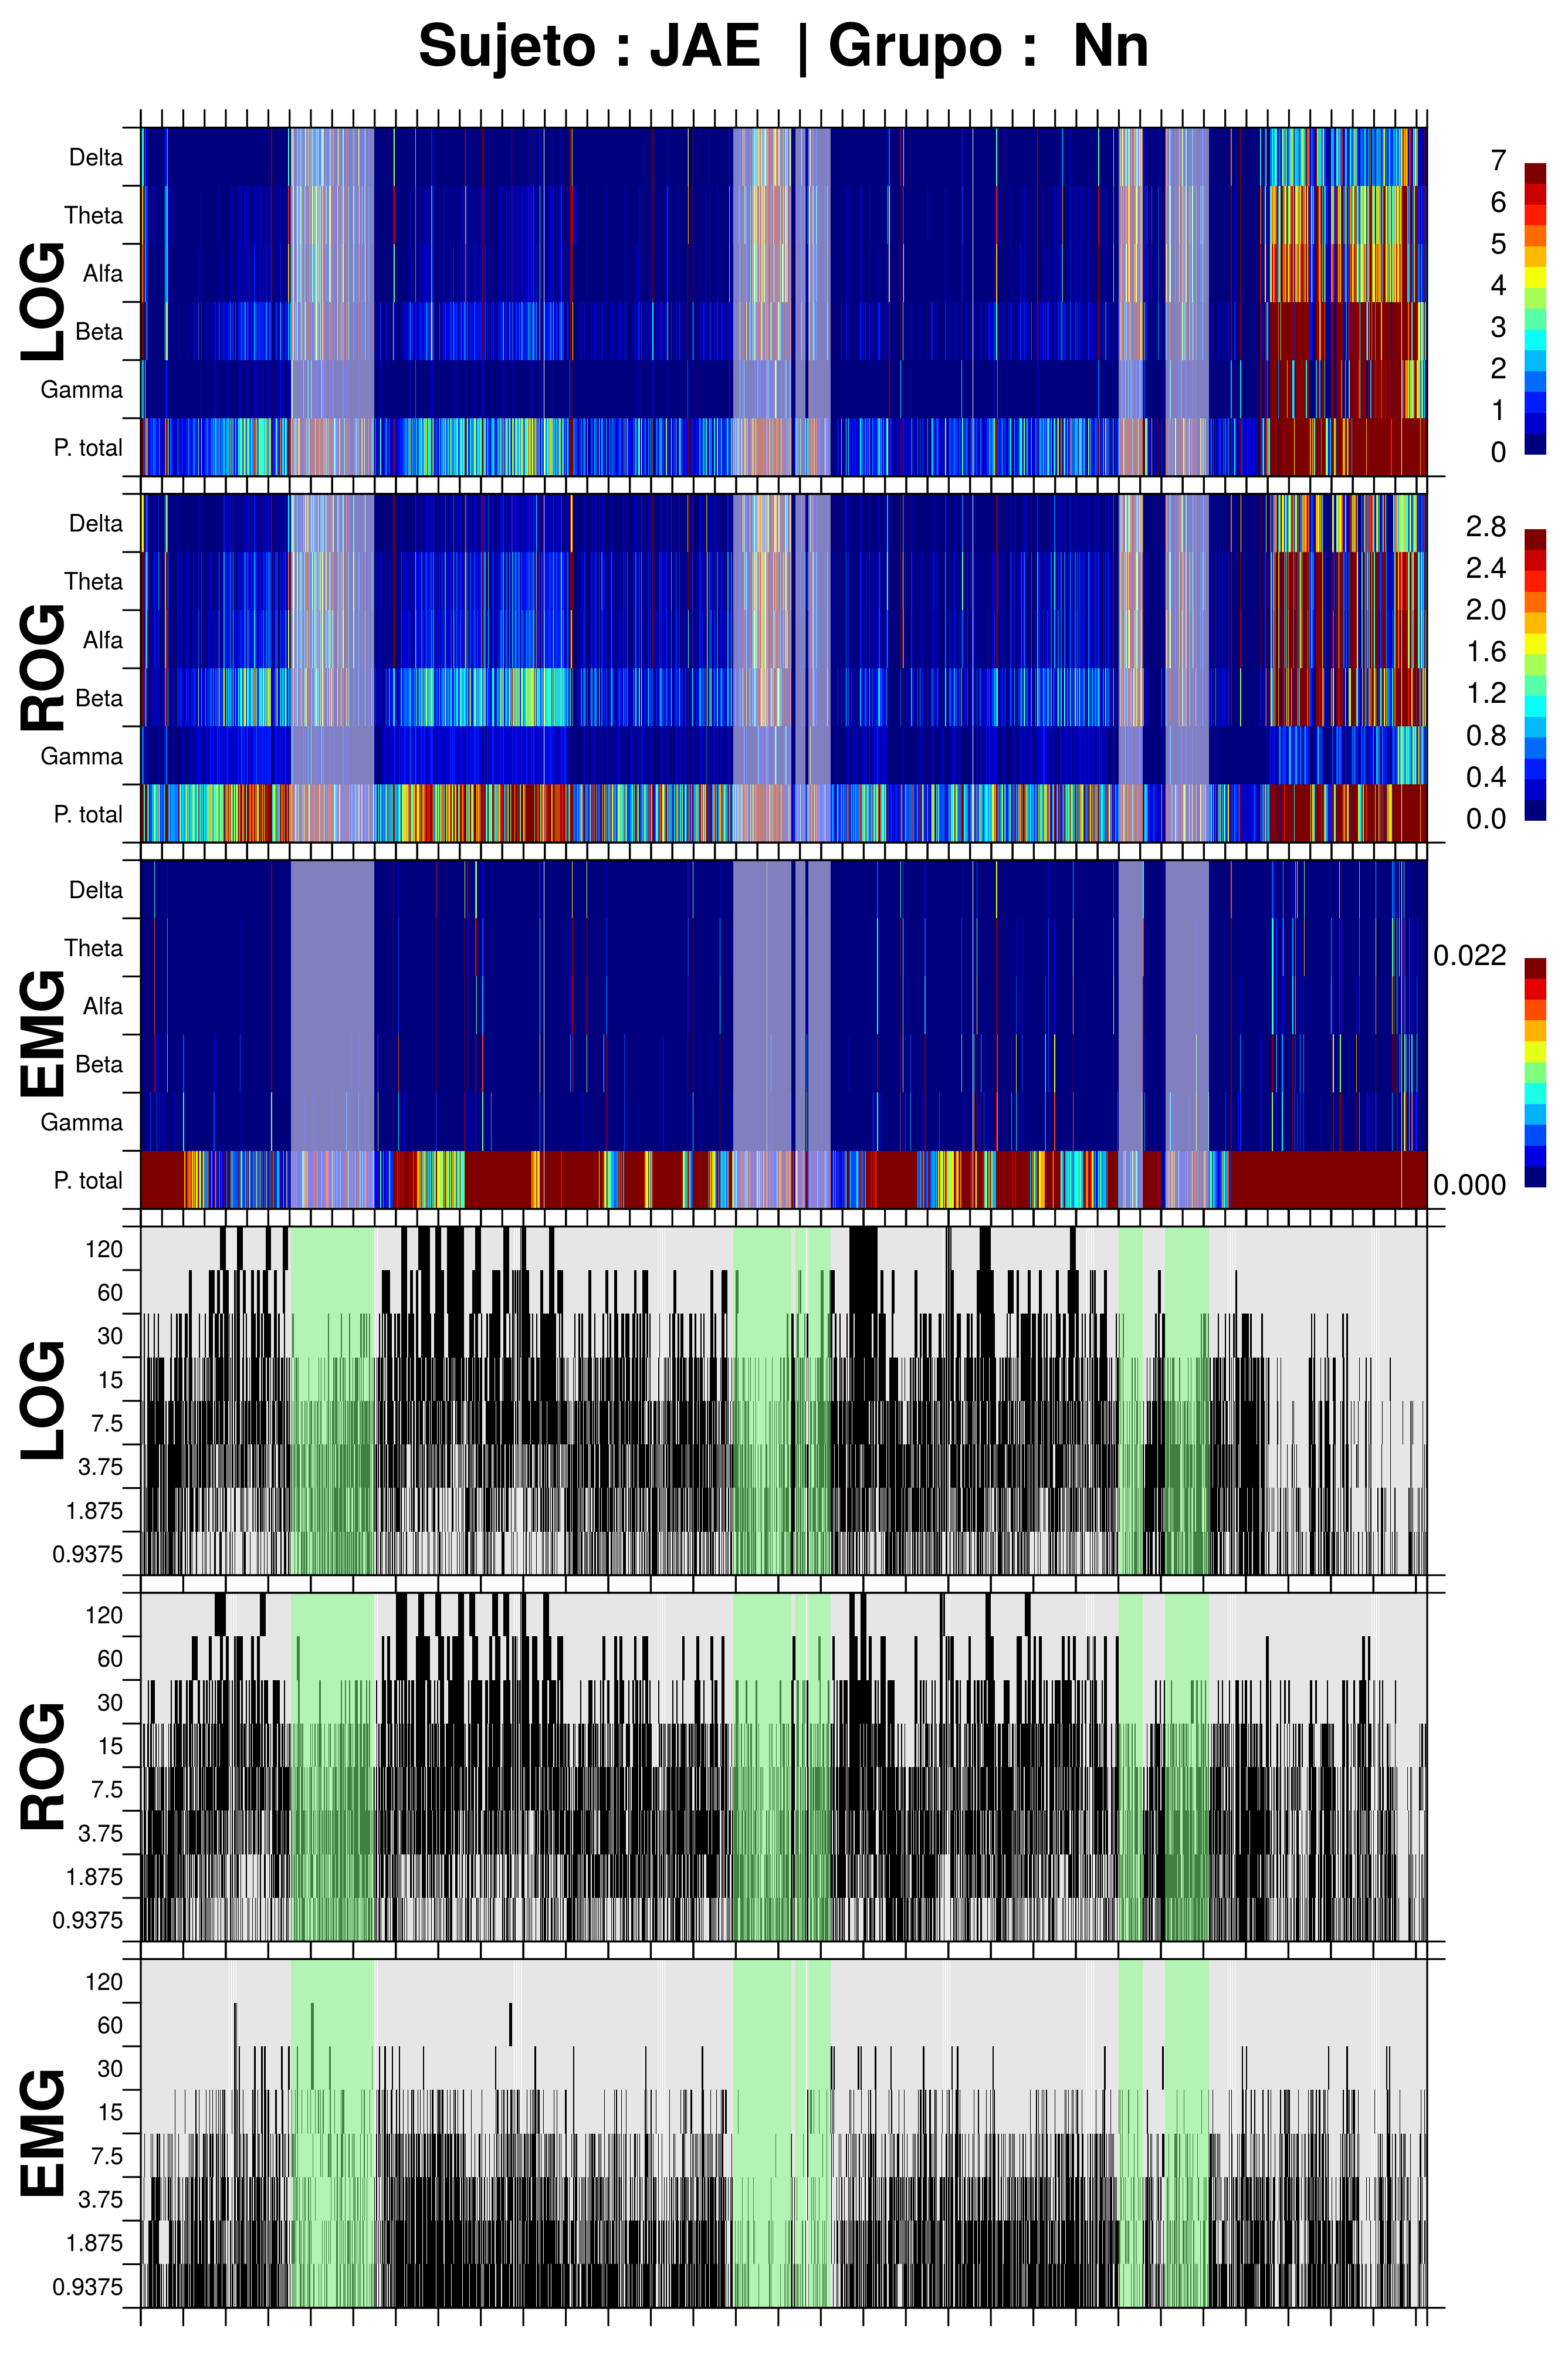 Sujeto : JAE | Grupo : Nn
LOG
Delta
Theta
Alfa
Beta
Gamma
P. total
7
6
5
4
3
2
1
0
ROG
Delta
Theta
Alfa
Beta
Gamma
P. total
2.8
2.4
2.0
1.6
1.2
0.8
0.4
0.0
EMG
Delta
Theta
Alfa
Beta
Gamma
P. total
0.022
0.000
LOG
120
60
30
15
7.5
3.75
1.875
0.9375
ROG
120
60
30
15
7.5
3.75
1.875
0.9375
EMG
120
60
30
15
7.5
3.75
1.875
0.9375